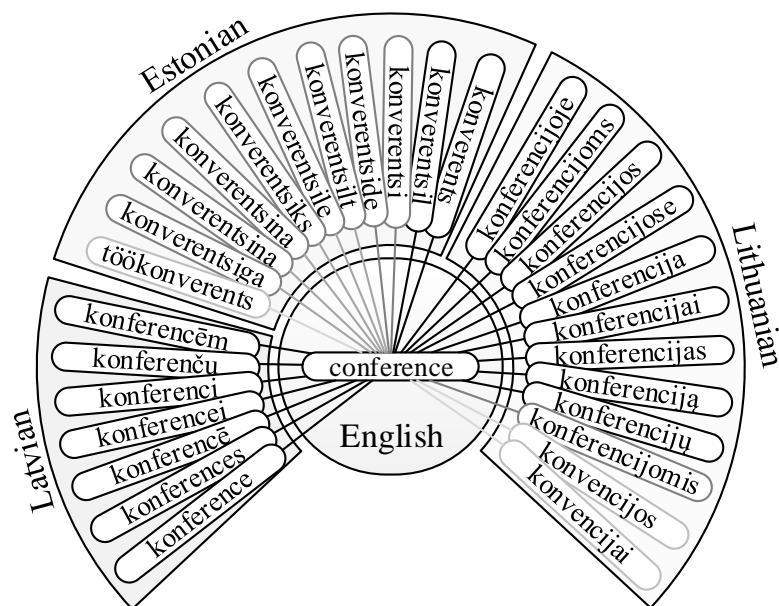 Estonian
töökonverents
konverentsiga
konverentsina
konverentsina
konverentsiks
konverentsile
konverentsilt
konverentside
konverentsi
konverentsil
konverents
Lithuanian
konferencijoje
konferencijoms
konferencijos
konferencijose
konferencija
konferencijai
konferencijas
konferenciją
konferencijų
konferencijomis
konvencijos
konvencijai
Latvian
konferencēm
konferenču
konferenci
konferencei
konferencē
konferences
konference
conference
English